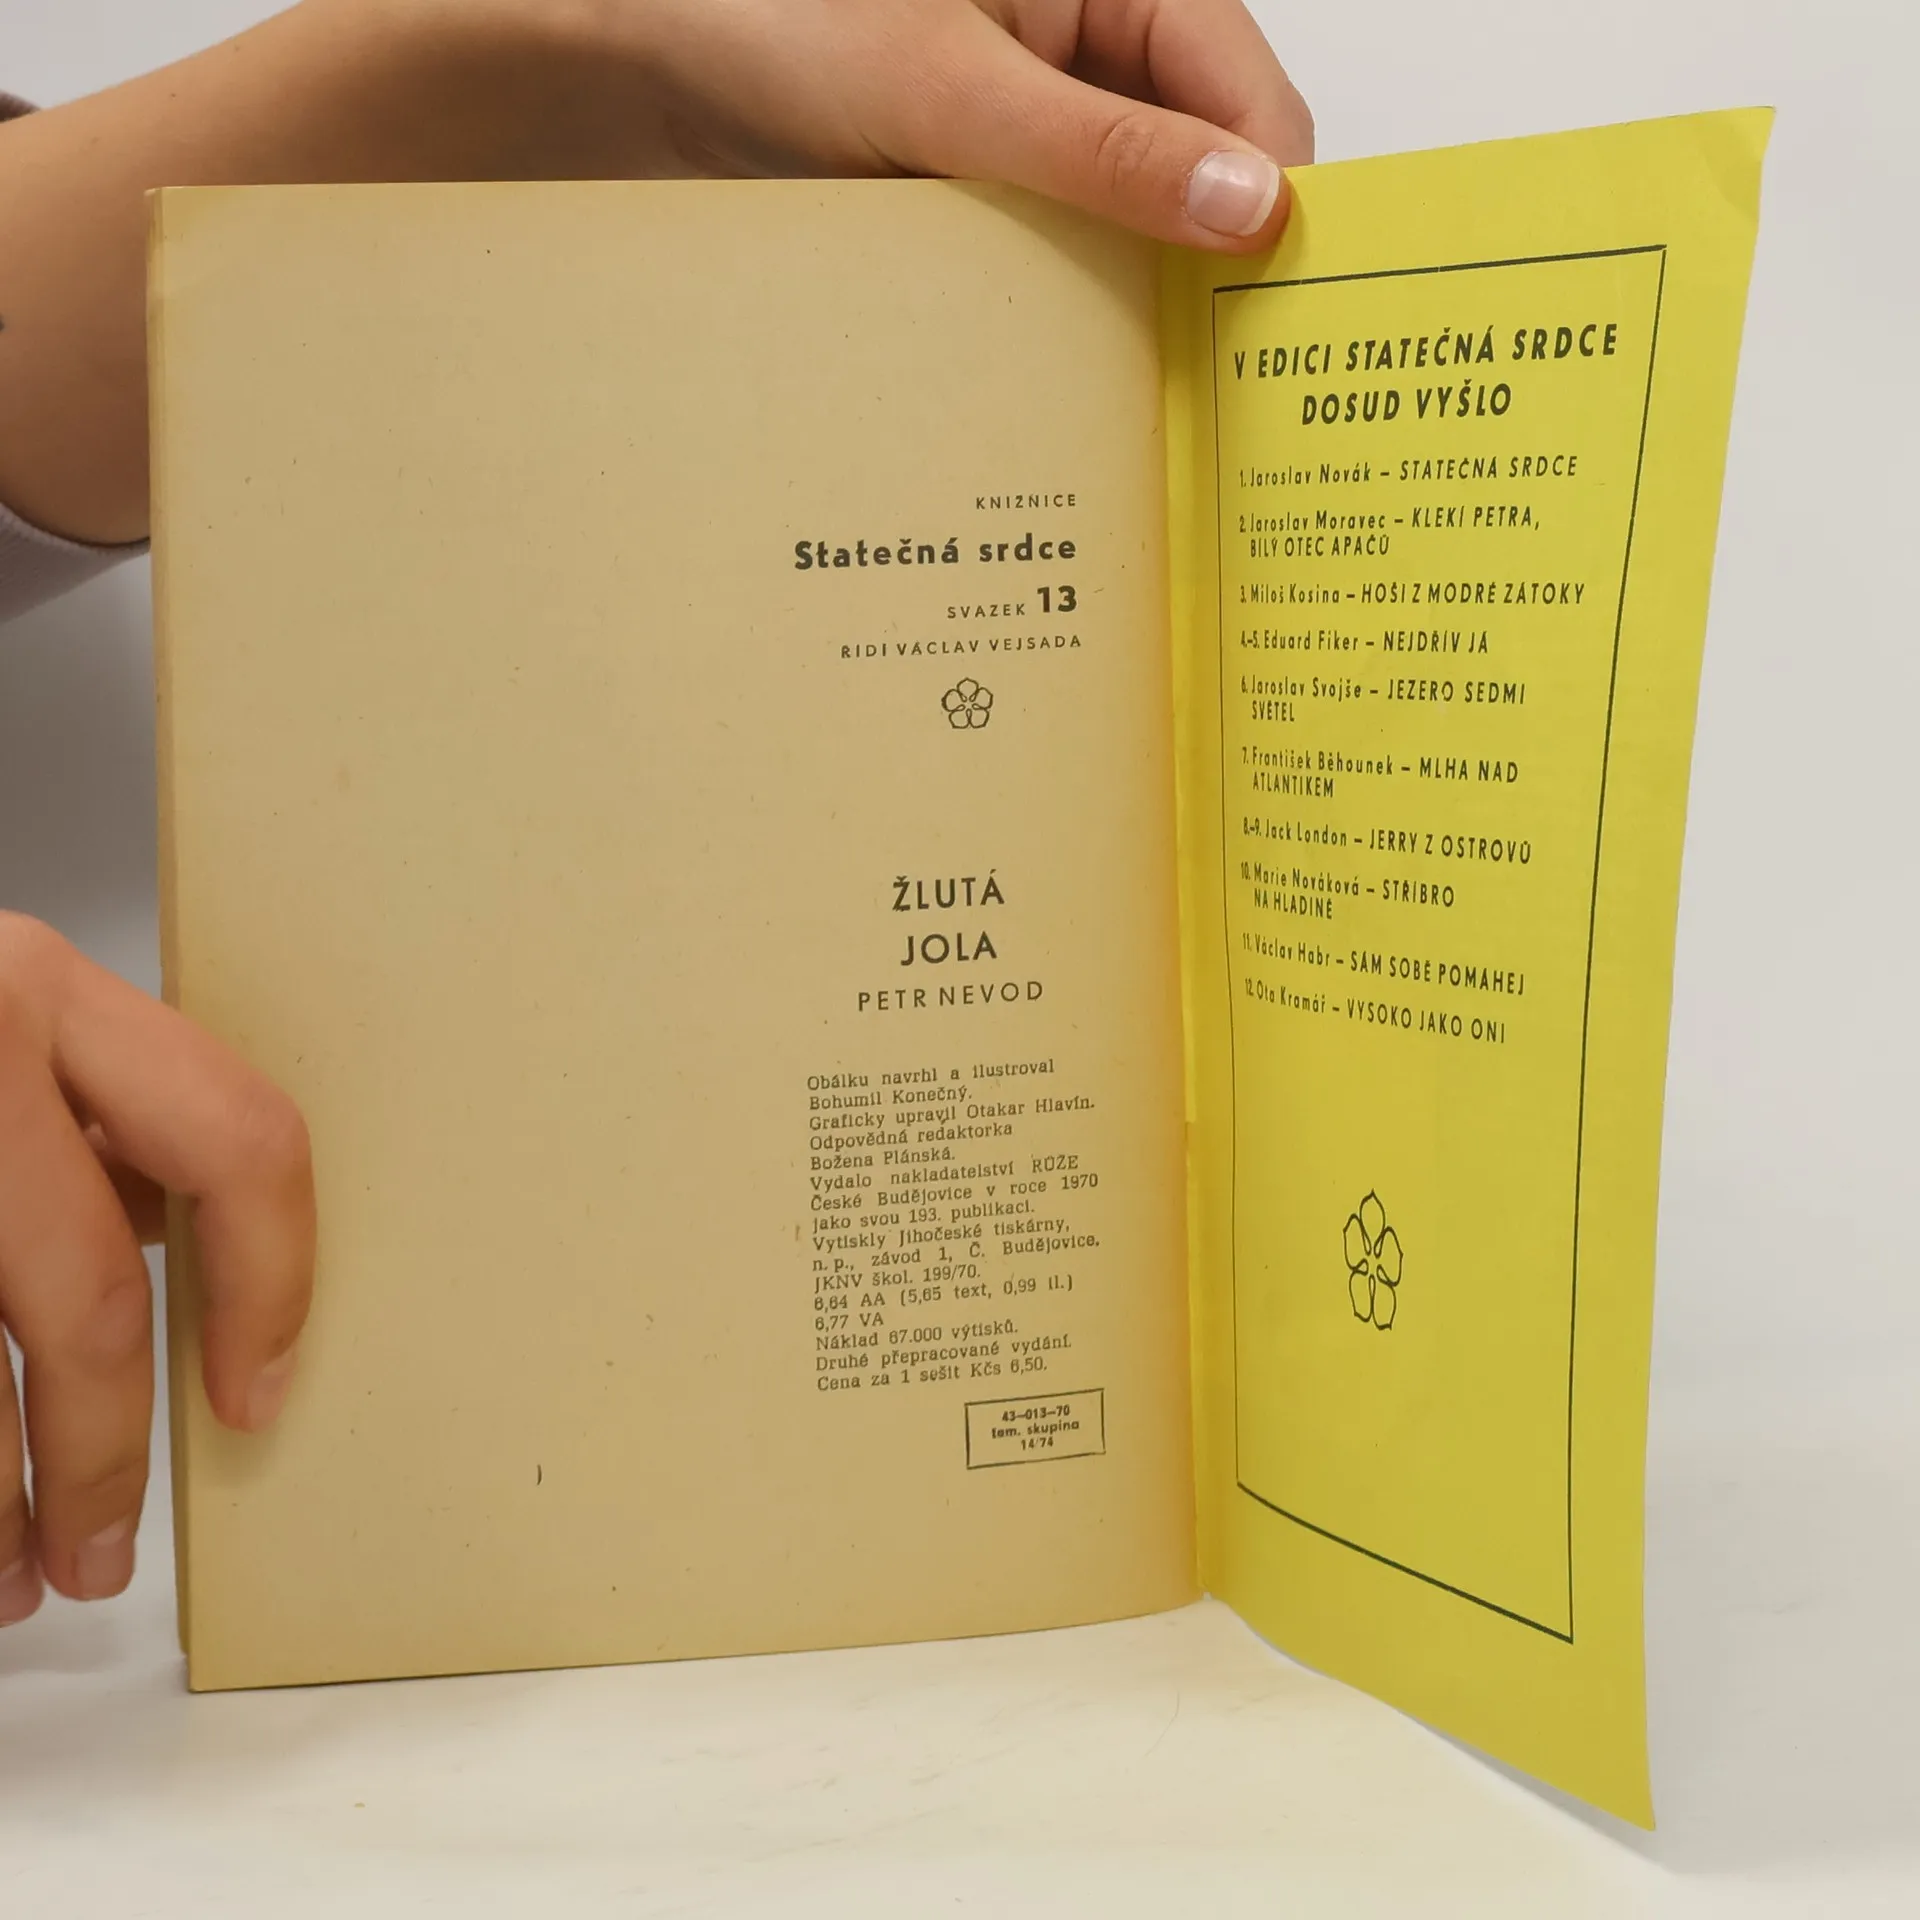 KNIŽNICE
Statečná srdce
SVAZEK 13
ŘÍDÍ VÁCLAV VEJSADA
ŽLUTÁ
JOLA
PETR NEVOD
Obálku navrhl a ilustroval
Bohumil Konečný.
Graficky upravil Otakar Hlavín.
Odpovědná redaktorka
Božena Plánská.
Vydalo nakladatelství RŮŽE
České Budějovice v roce 1970
jako svou 193. publikaci.
Vytiskly Jihočeské tiskárny,
n. p., závod 1, Č. Budějovice.
JKNV škol. 199/70.
6,64 AA (5,65 text, 0,99 il.)
6,77 VA
Náklad 67.000 výtisků.
Druhé přepracované vydání.
Cena za 1 sešit Kčs 6,50.
43—013—70
tem. skupina
14/74
V EDICI STATEČNÁ SRDCE
DOSUD VYŠLO
1. Jaroslav Novák – STATEČNÁ SRDCE
2. Jaroslav Moravec – KLEKÍ PETRA,
BÍLÝ OTEC APAČŮ
3. Miloš Kosina – HOŠI Z MODRÉ ZÁTOKY
4.–5. Eduard Fiker – NEJDŘÍV JÁ
6. Jaroslav Svojše – JEZERO SEDMI
SVĚTEL
7. František Běhounek – MLHA NAD
ATLANTIKEM
8.–9. Jack London – JERRY Z OSTROVŮ
10. Marie Nováková – STŘÍBRO
NA HLADINĚ
11. Václav Habr – SÁM SOBĚ POMÁHEJ
12. Ota Kramář – VYSOKO JAKO ONI